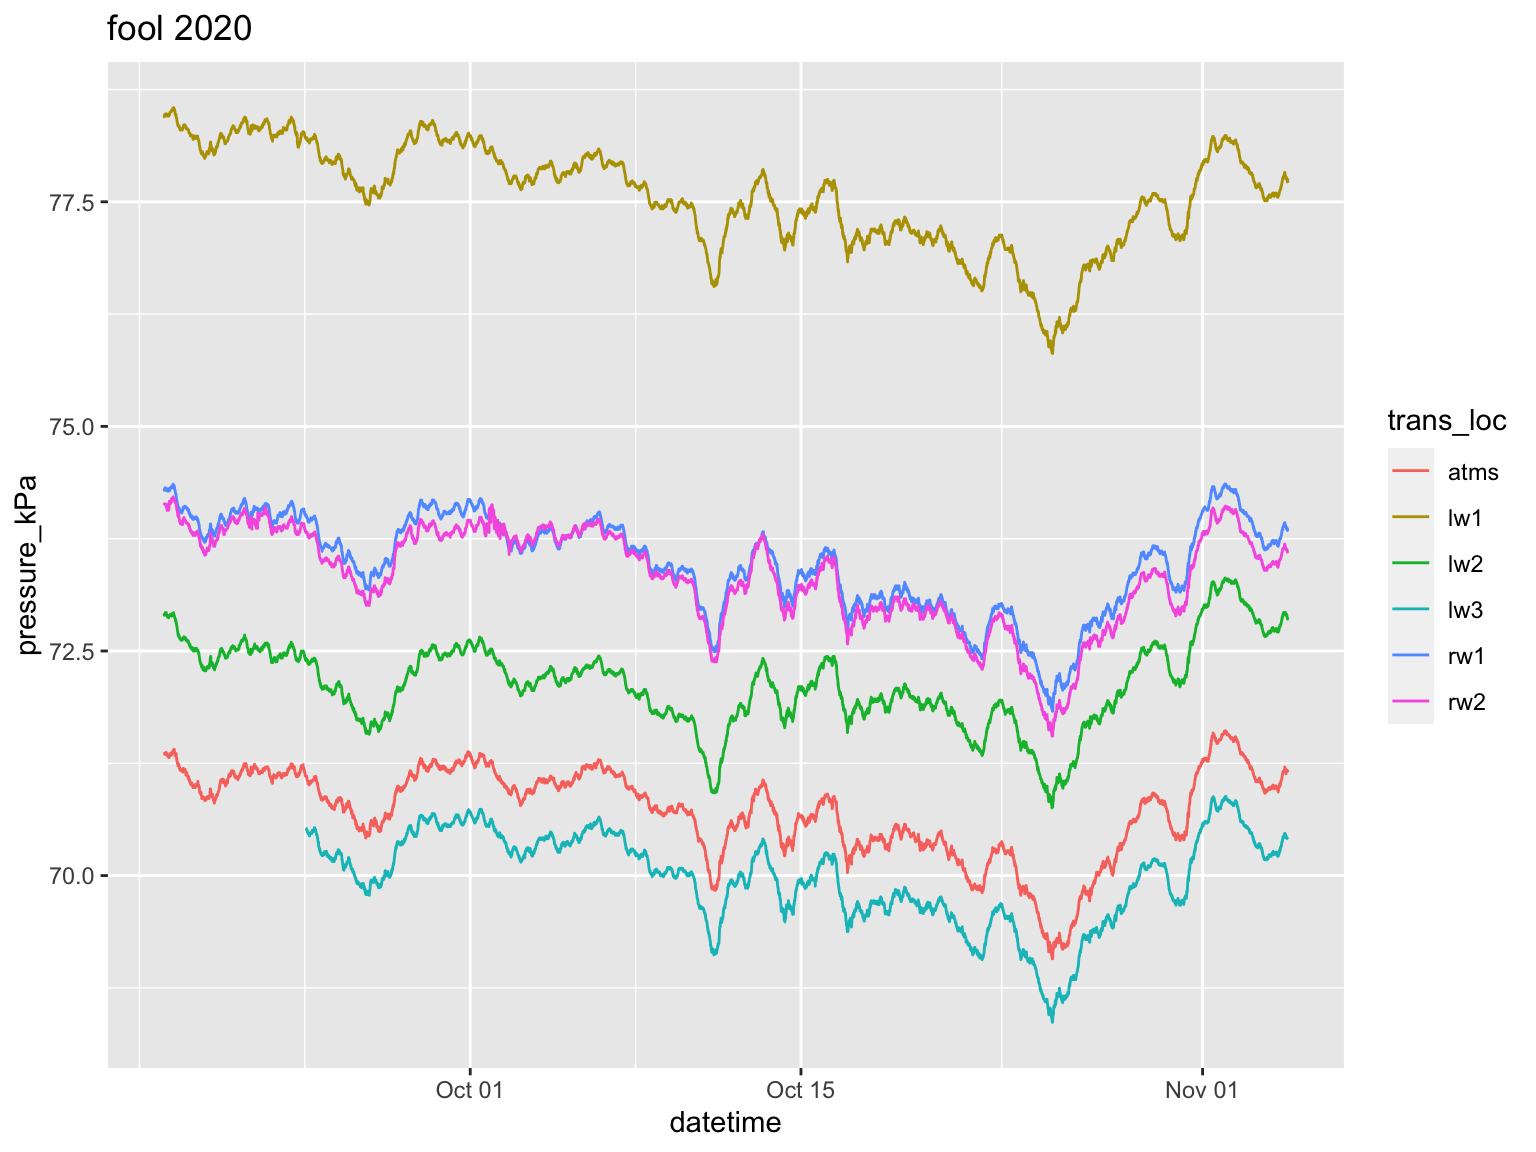 fool 2020
pressure_kPa
77.5
75.0
72.5
70.0
Oct 01
Oct 15
Nov 01
datetime
trans_loc
atms
lw1
lw2
lw3
rw1
rw2